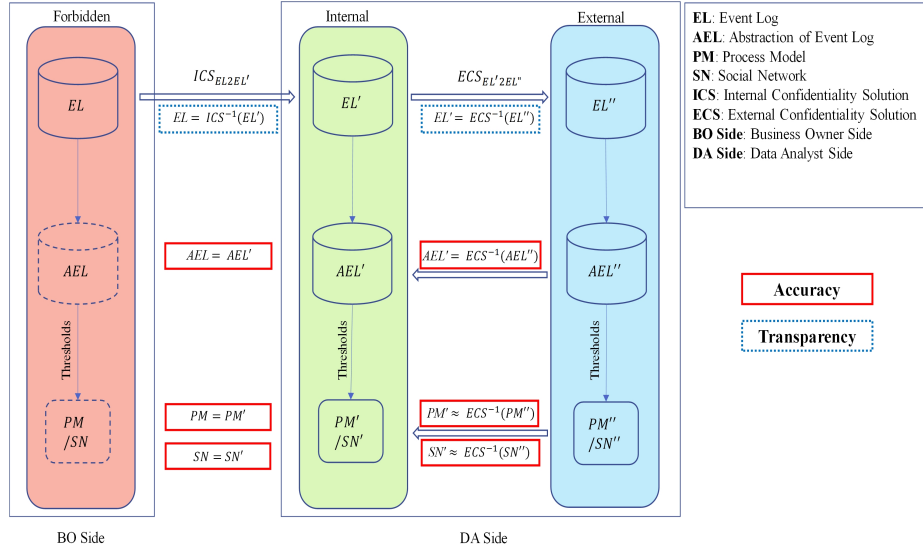 Forbidden
Internal
External
EL
ICS_{EL2EL'}
EL = ICS^{-1}(EL')
EL'
ECS_{EL'2EL"}
EL' = ECS^{-1}(EL'')
EL''
AEL
AEL = AEL'
AEL'
AEL' = ECS^{-1}(AEL'')
AEL''
Thresholds
Thresholds
Thresholds
PM
/SN
PM = PM'
SN = SN'
PM'
/SN'
PM' ≈ ECS^{-1}(PM'')
SN' ≈ ECS^{-1}(SN'')
PM''
/SN''
BO Side
DA Side
EL: Event Log
AEL: Abstraction of Event Log
PM: Process Model
SN: Social Network
ICS: Internal Confidentiality Solution
ECS: External Confidentiality Solution
BO Side: Business Owner Side
DA Side: Data Analyst Side
Accuracy
Transparency